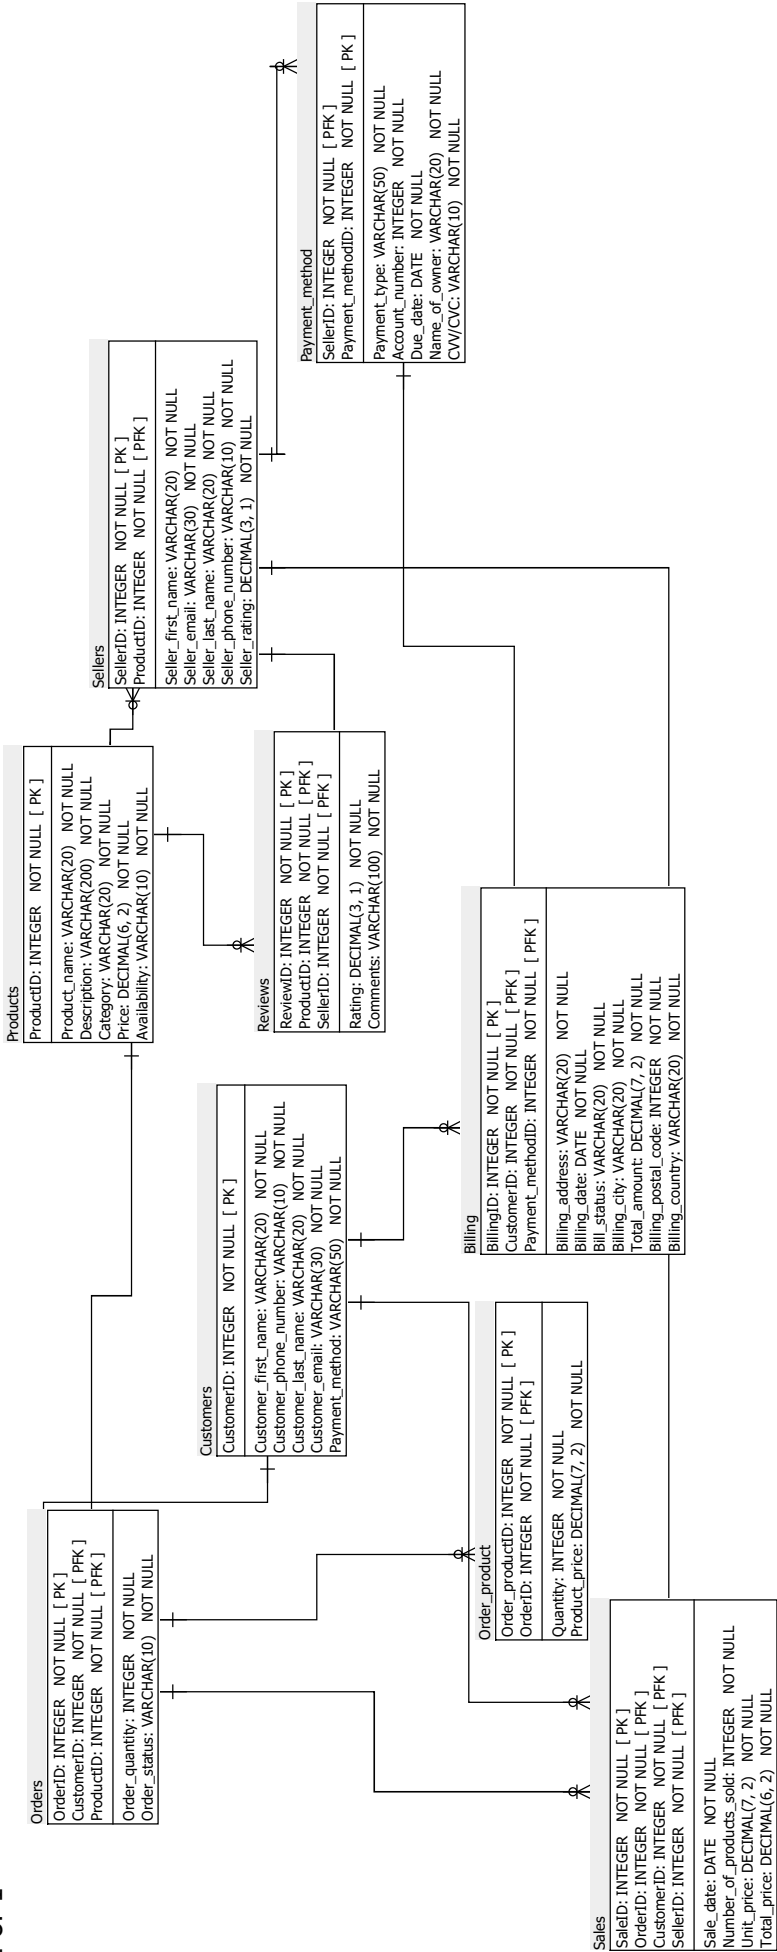 Products
ProductID: INTEGER NOT NULL [ PK ]
Product_name: VARCHAR(20) NOT NULL
Description: VARCHAR(200) NOT NULL
Category: VARCHAR(20) NOT NULL
Price: DECIMAL(6, 2) NOT NULL
Availability: VARCHAR(10) NOT NULL
Orders
OrderID: INTEGER NOT NULL [ PK ]
CustomerID: INTEGER NOT NULL [ PFK ]
ProductID: INTEGER NOT NULL [ PFK ]
Order_quantity: INTEGER NOT NULL
Order_status: VARCHAR(10) NOT NULL
Sellers
SellerID: INTEGER NOT NULL [ PK ]
ProductID: INTEGER NOT NULL [ PFK ]
Seller_first_name: VARCHAR(20) NOT NULL
Seller_email: VARCHAR(30) NOT NULL
Seller_last_name: VARCHAR(20) NOT NULL
Seller_phone_number: VARCHAR(10) NOT NULL
Seller_rating: DECIMAL(3, 1) NOT NULL
Customers
CustomerID: INTEGER NOT NULL [ PK ]
Customer_first_name: VARCHAR(20) NOT NULL
Customer_phone_number: VARCHAR(10) NOT NULL
Customer_last_name: VARCHAR(20) NOT NULL
Customer_email: VARCHAR(30) NOT NULL
Payment_method: VARCHAR(50) NOT NULL
Reviews
ReviewID: INTEGER NOT NULL [ PK ]
ProductID: INTEGER NOT NULL [ PFK ]
SellerID: INTEGER NOT NULL [ PFK ]
Rating: DECIMAL(3, 1) NOT NULL
Comments: VARCHAR(100) NOT NULL
Payment_method
SellerID: INTEGER NOT NULL [ PFK ]
Payment_methodID: INTEGER NOT NULL [ PK ]
Payment_type: VARCHAR(50) NOT NULL
Account_number: INTEGER NOT NULL
Due_date: DATE NOT NULL
Name_of_owner: VARCHAR(20) NOT NULL
CVV/CVC: VARCHAR(10) NOT NULL
Billing
BillingID: INTEGER NOT NULL [ PK ]
CustomerID: INTEGER NOT NULL [ PFK ]
Payment_methodID: INTEGER NOT NULL [ PFK ]
Billing_address: VARCHAR(20) NOT NULL
Billing_date: DATE NOT NULL
Bill_status: VARCHAR(20) NOT NULL
Billing_city: VARCHAR(20) NOT NULL
Total_amount: DECIMAL(7, 2) NOT NULL
Billing_postal_code: INTEGER NOT NULL
Billing_country: VARCHAR(20) NOT NULL
Order_product
Order_productID: INTEGER NOT NULL [ PK ]
OrderID: INTEGER NOT NULL [ PFK ]
Quantity: INTEGER NOT NULL
Product_price: DECIMAL(7, 2) NOT NULL
Sales
SaleID: INTEGER NOT NULL [ PK ]
OrderID: INTEGER NOT NULL [ PFK ]
CustomerID: INTEGER NOT NULL [ PFK ]
SellerID: INTEGER NOT NULL [ PFK ]
Sale_date: DATE NOT NULL
Number_of_products_sold: INTEGER NOT NULL
Unit_price: DECIMAL(7, 2) NOT NULL
Total_price: DECIMAL(6, 2) NOT NULL